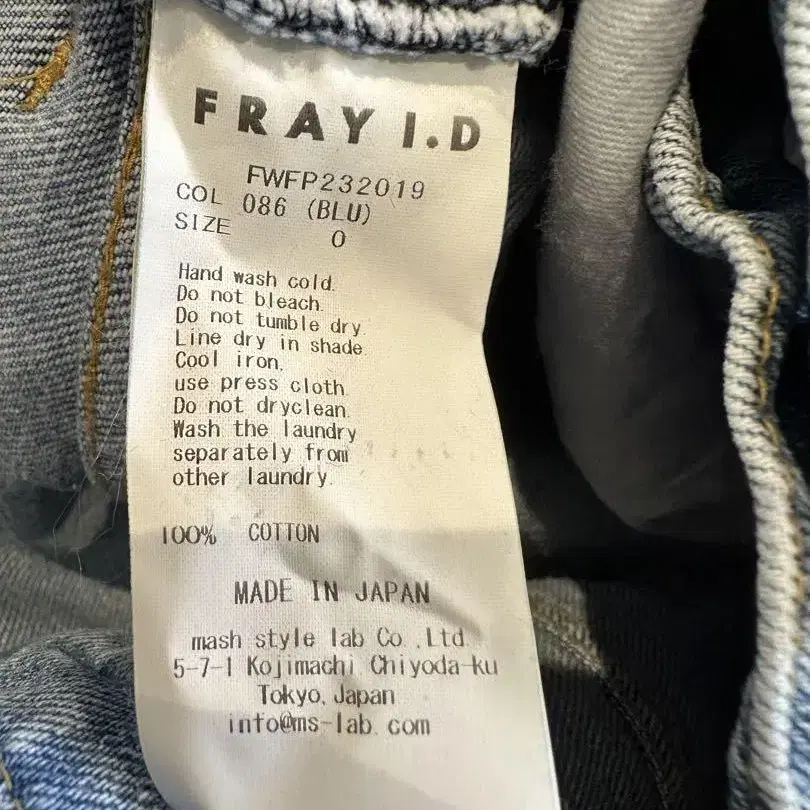 FRAY I.D
FWFP232019
COL 086 (BLU)
SIZE 0
Hand wash cold.
Do not bleach.
Do not tumble dry.
Line dry in shade.
Cool iron,
use press cloth.
Do not dryclean.
Wash the laundry
separately from
other laundry.
100% COTTON
MADE IN JAPAN
mash style lab Co.,Ltd.
5-7-1 Kojimachi Chiyoda-ku
Tokyo, Japan
info@ms-lab.com